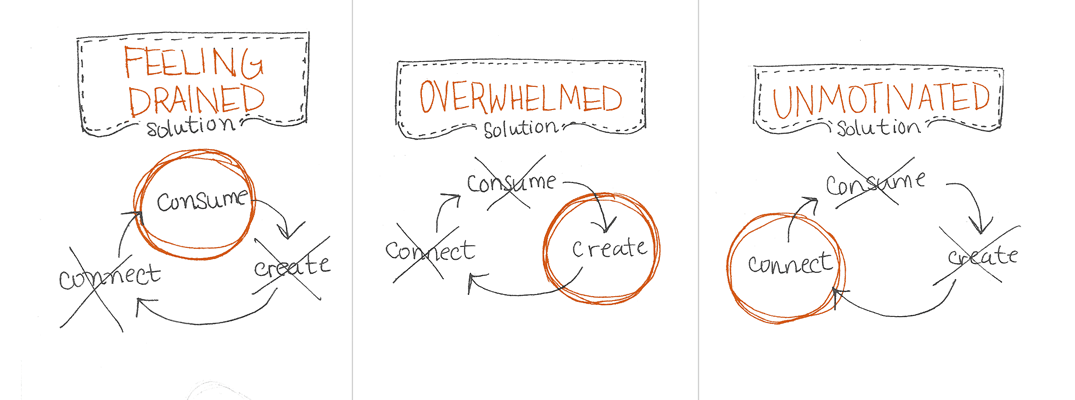 FEELING
DRAINED
solution
consume
connect
create
OVERWHELMED
solution
consume
connect
create
UNMOTIVATED
solution
consume
connect
create